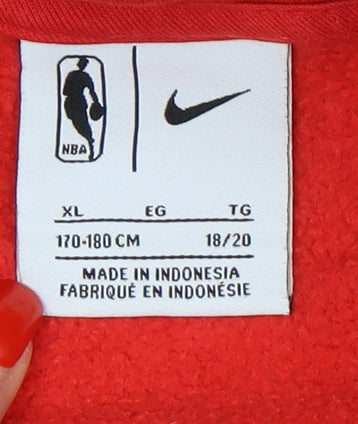 NBA
XL EG TG
170-180 CM 18/20
MADE IN INDONESIA
FABRIQUÉ EN INDONÉSIE